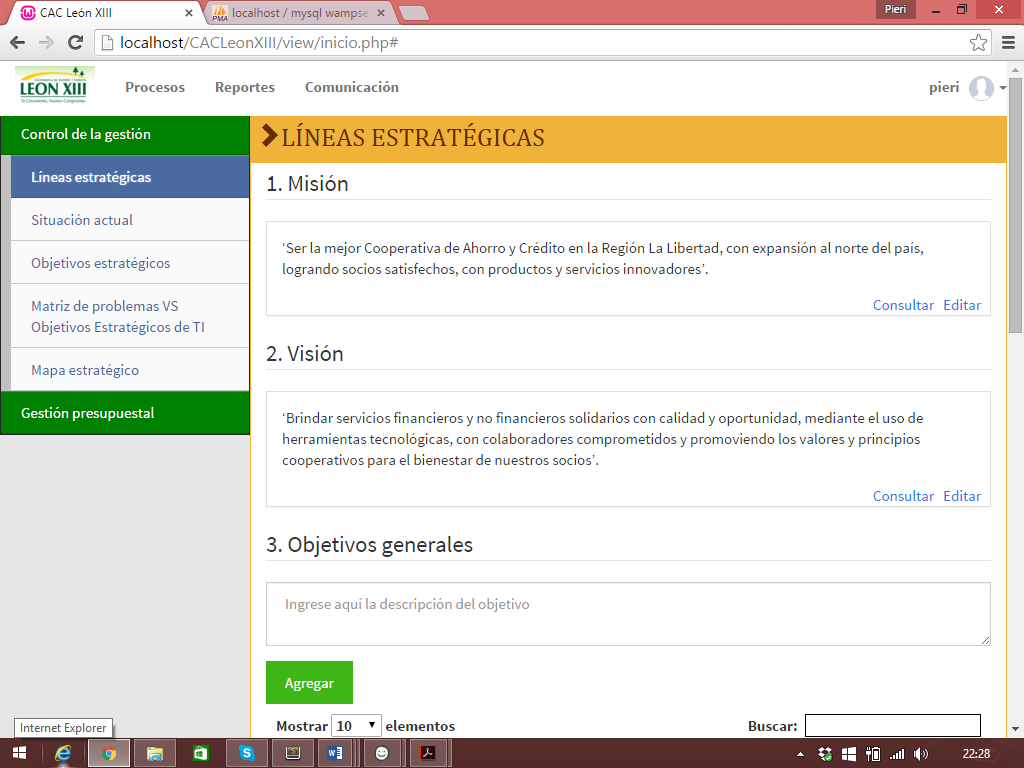 CAC León XIII
localhost / mysql wampse
Pieri
localhost/CACLeonXIII/view/inicio.php#
LEON XIII
Procesos Reportes Comunicación
pieri
Control de la gestión
Líneas estratégicas
Situación actual
Objetivos estratégicos
Matriz de problemas VS
Objetivos Estratégicos de TI
Mapa estratégico
Gestión presupuestal
LÍNEAS ESTRATÉGICAS
1. Misión
‘Ser la mejor Cooperativa de Ahorro y Crédito en la Región La Libertad, con expansión al norte del país,
logrando socios satisfechos, con productos y servicios innovadores’.
Consultar Editar
2. Visión
‘Brindar servicios financieros y no financieros solidarios con calidad y oportunidad, mediante el uso de
herramientas tecnológicas, con colaboradores comprometidos y promoviendo los valores y principios
cooperativos para el bienestar de nuestros socios’.
Consultar Editar
3. Objetivos generales
Ingrese aquí la descripción del objetivo
Agregar
Mostrar 10 elementos
Buscar:
Internet Explorer
22:28